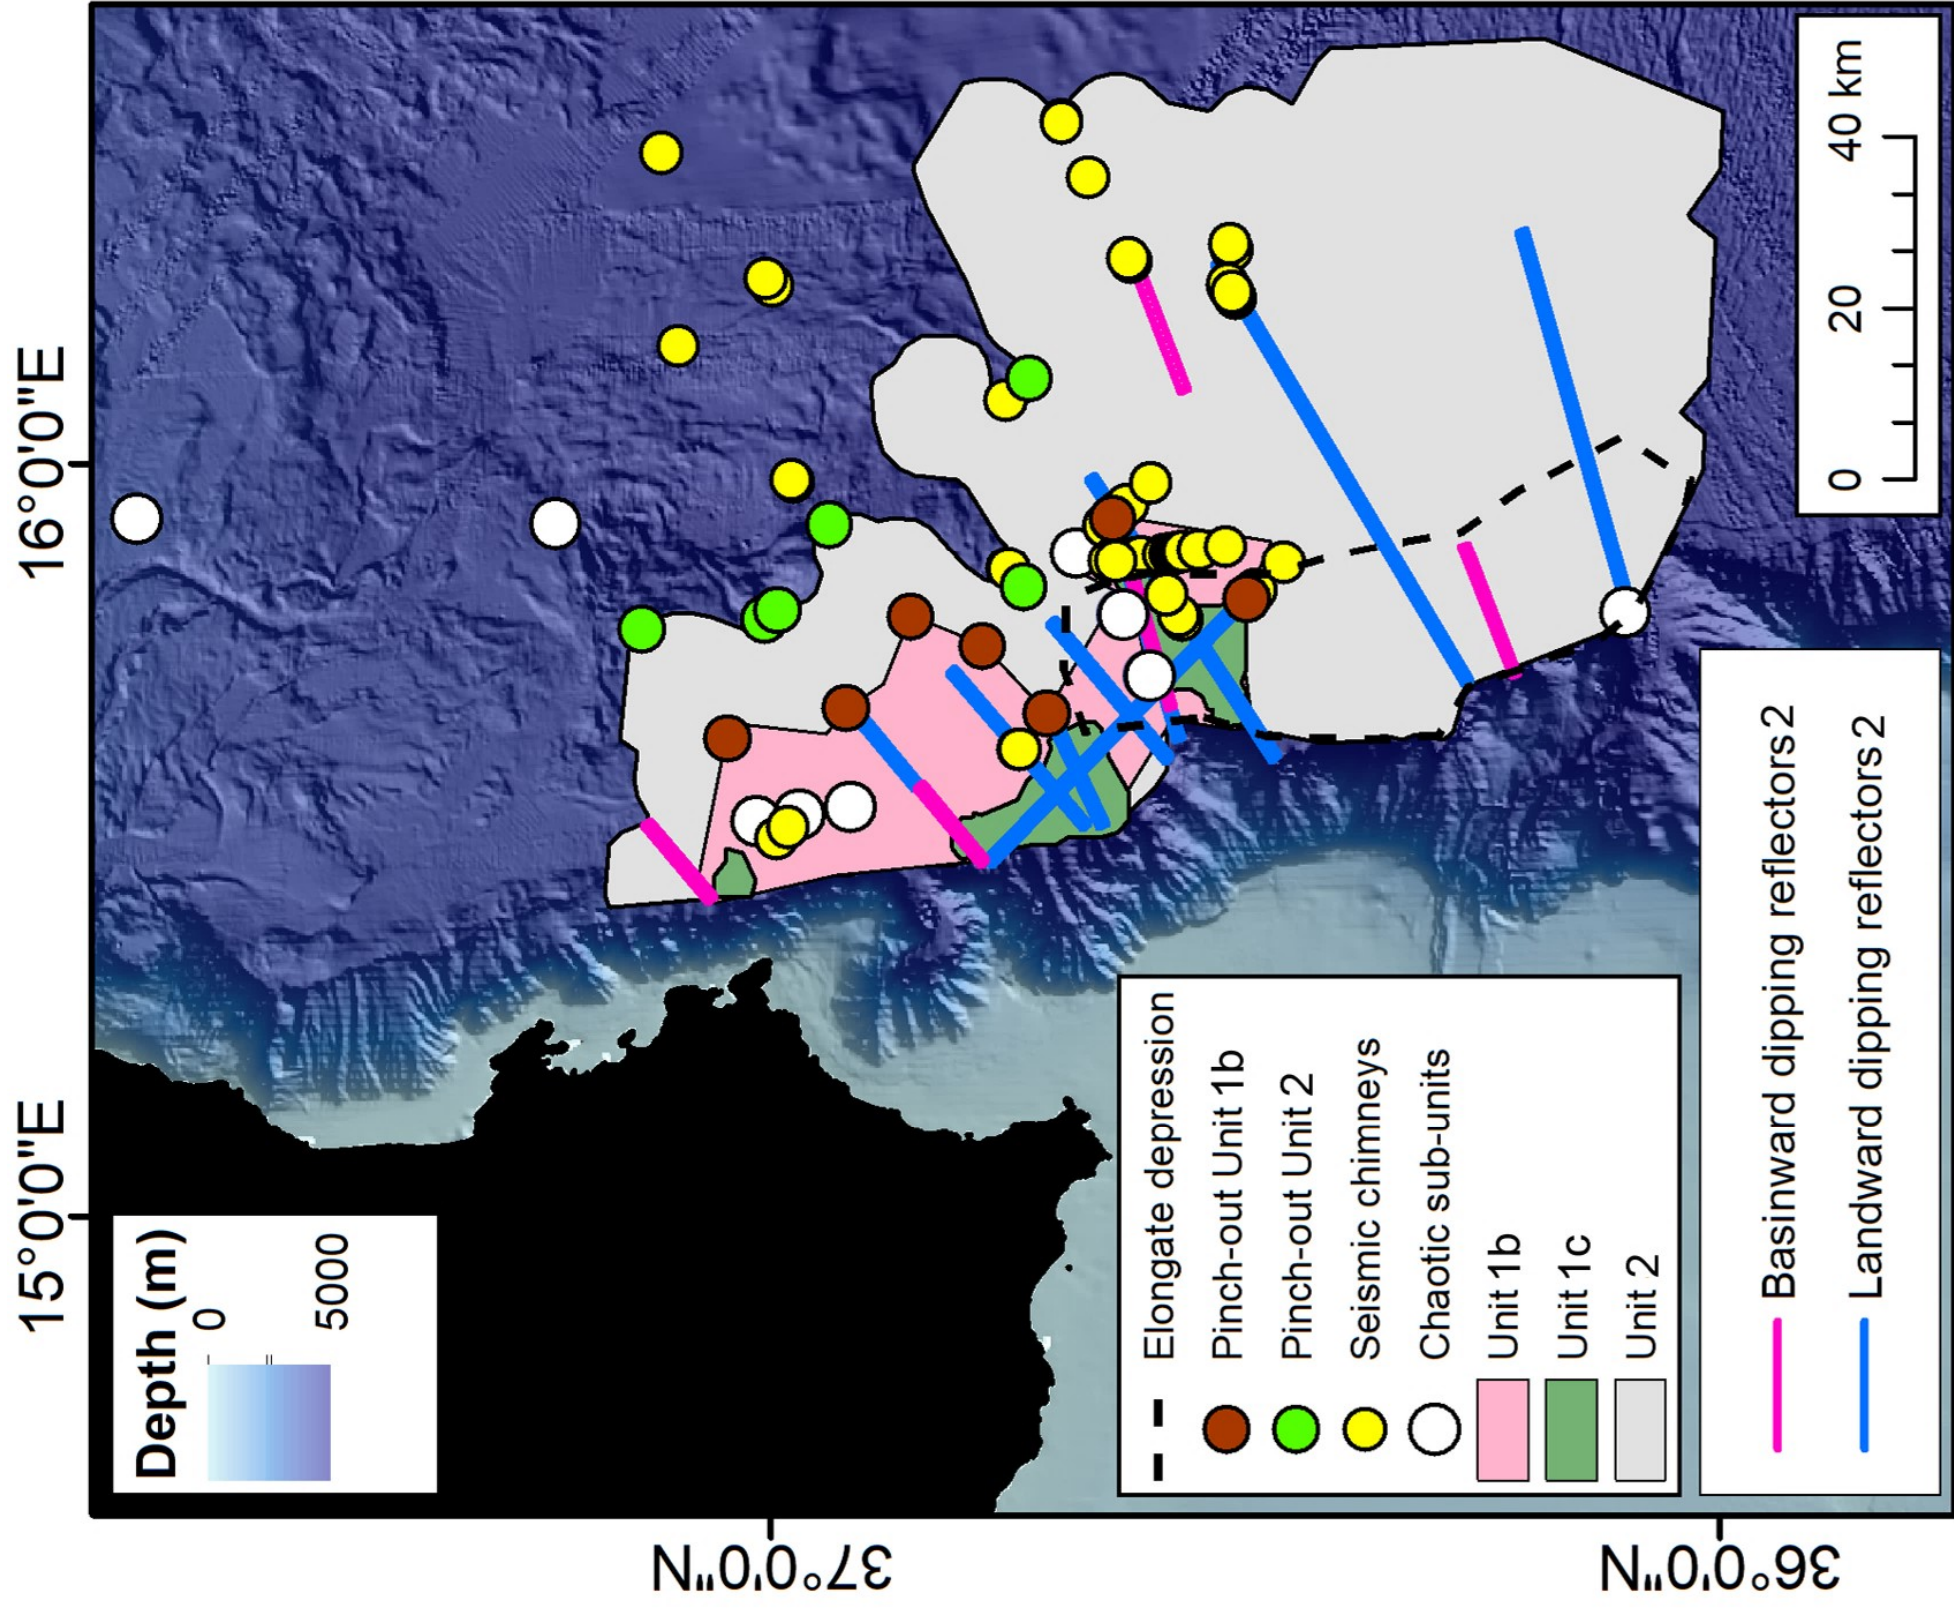 Depth (m)
0
5000
15°0'0"E
16°0'0"E
37°0'0"N
36°0'0"N
Elongate depression
Pinch-out Unit 1b
Pinch-out Unit 2
Seismic chimneys
Chaotic sub-units
Unit 1b
Unit 1c
Unit 2
Basinward dipping reflectors 2
Landward dipping reflectors 2
0 20 40 km